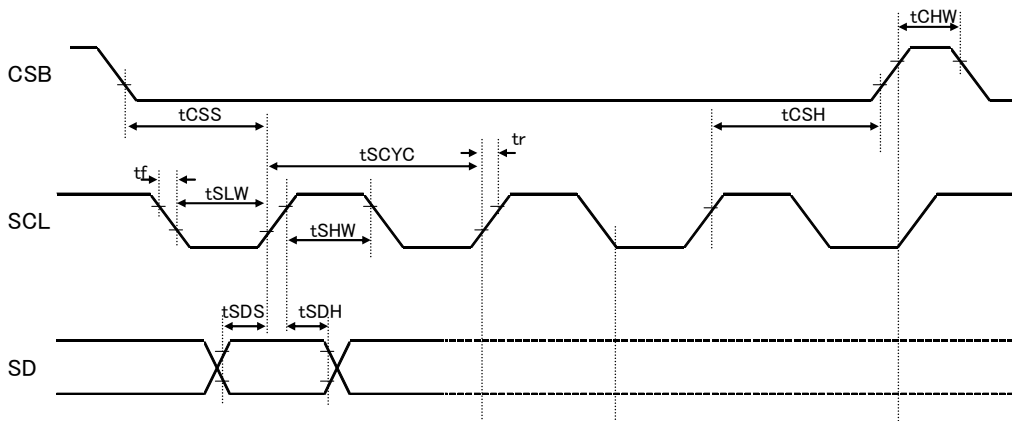 tCHW
CSB
tCSS
tCSH
tr
tSCYC
tf
tSLW
SCL
tSHW
tSDS
tSDH
SD